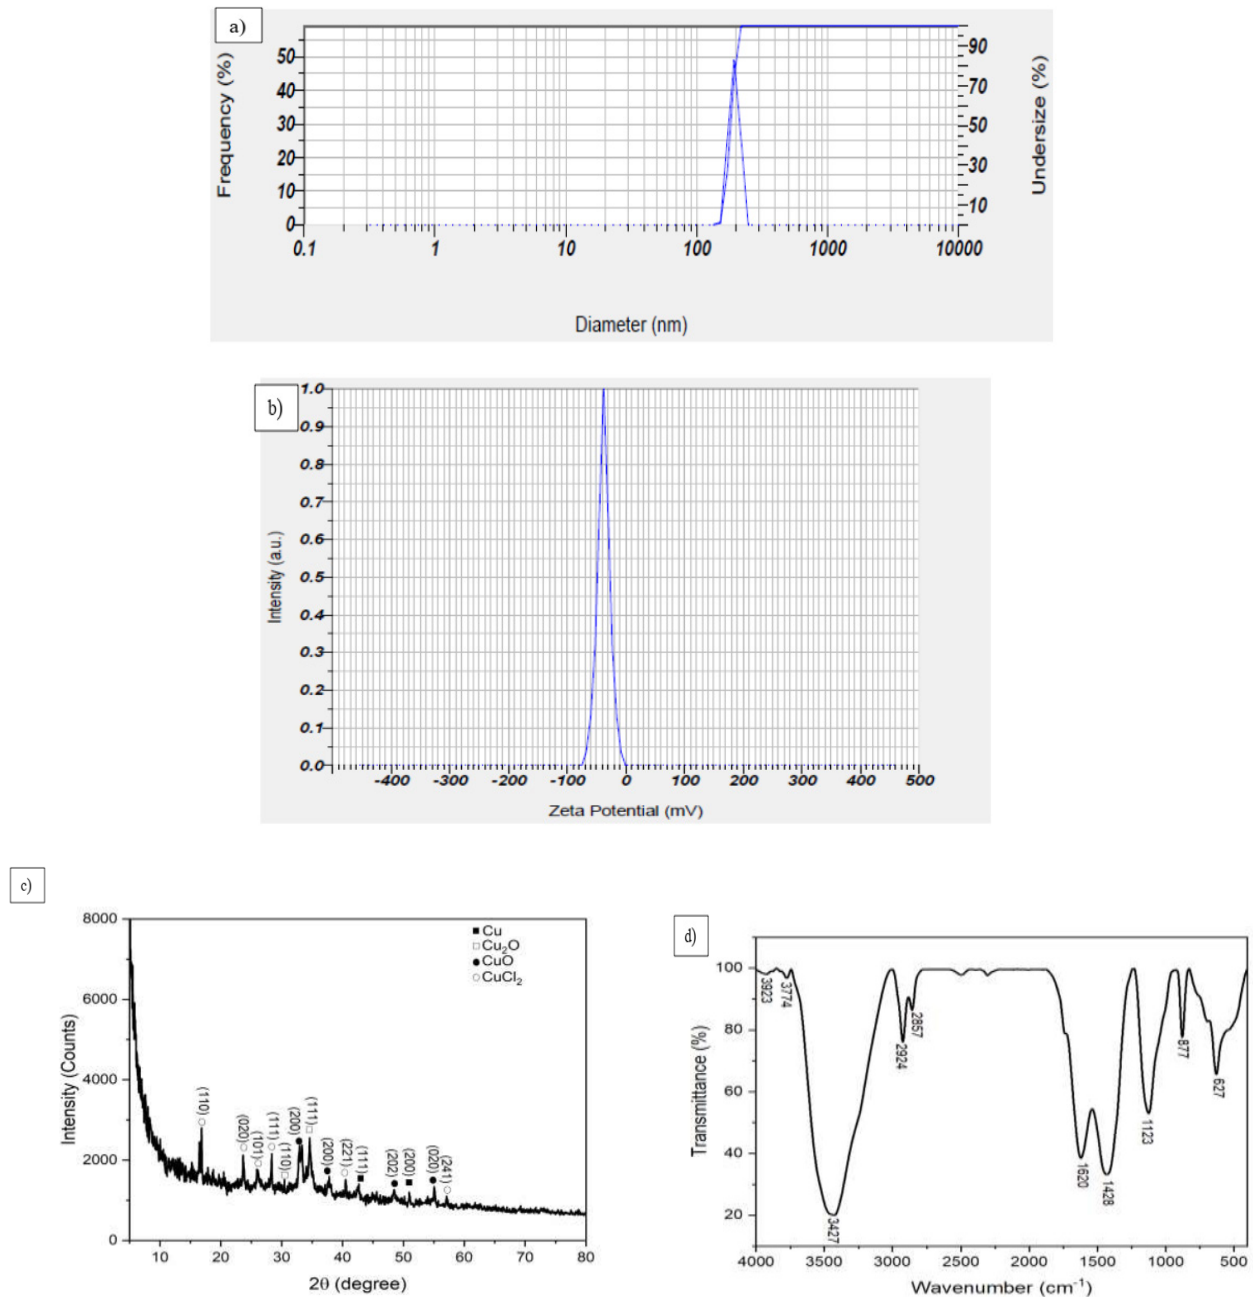 a)
Frequency (%)
50
40
30
20
10
0
90
70
50
30
10
Undersize (%)
0.1 1 10 100 1000 10000
Diameter (nm)
b)
Intensity (a.u.)
1.0
0.9
0.8
0.7
0.6
0.5
0.4
0.3
0.2
0.1
0.0
-400 -300 -200 -100 0 100 200 300 400 500
Zeta Potential (mV)
c)
Intensity (Counts)
8000
6000
4000
2000
0
■ Cu
□ Cu₂O
● CuO
○ CuCl₂
(110)
(020)
(101)
(111)
(110)
(200)
(111)
(200)
(221)
(111)
(202)
(200)
(020)
(241)
10 20 30 40 50 60 70 80
2θ (degree)
d)
Transmittance (%)
100
80
60
40
20
3923
3774
3427
2924
2857
1620
1428
1123
877
627
4000 3500 3000 2500 2000 1500 1000 500
Wavenumber (cm⁻¹)